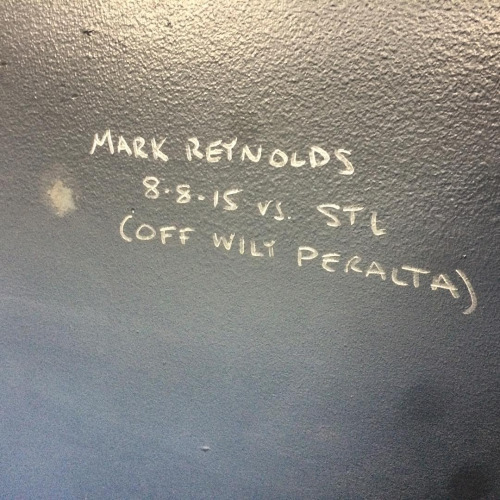 MARK REYNOLDS
8.8.15 VS. STL
(OFF WILY PERALTA)